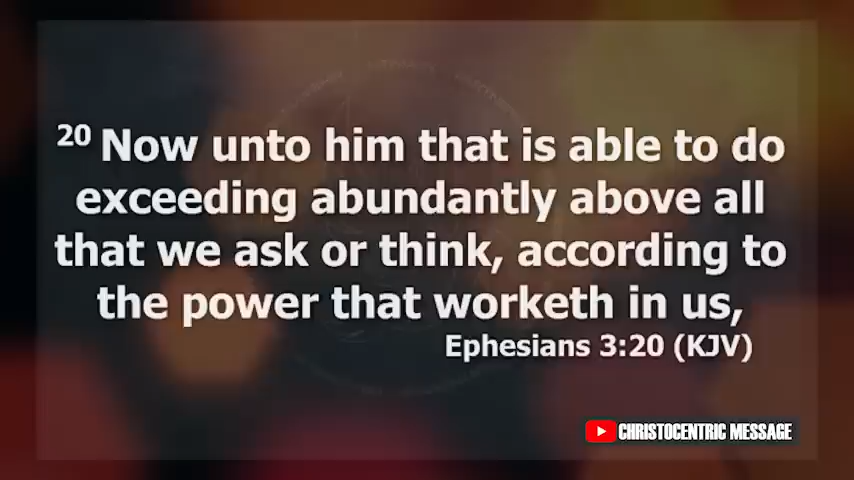 20 Now unto him that is able to do
exceeding abundantly above all
that we ask or think, according to
the power that worketh in us,
Ephesians 3:20 (KJV)
CHRISTOCENTRIC MESSAGE